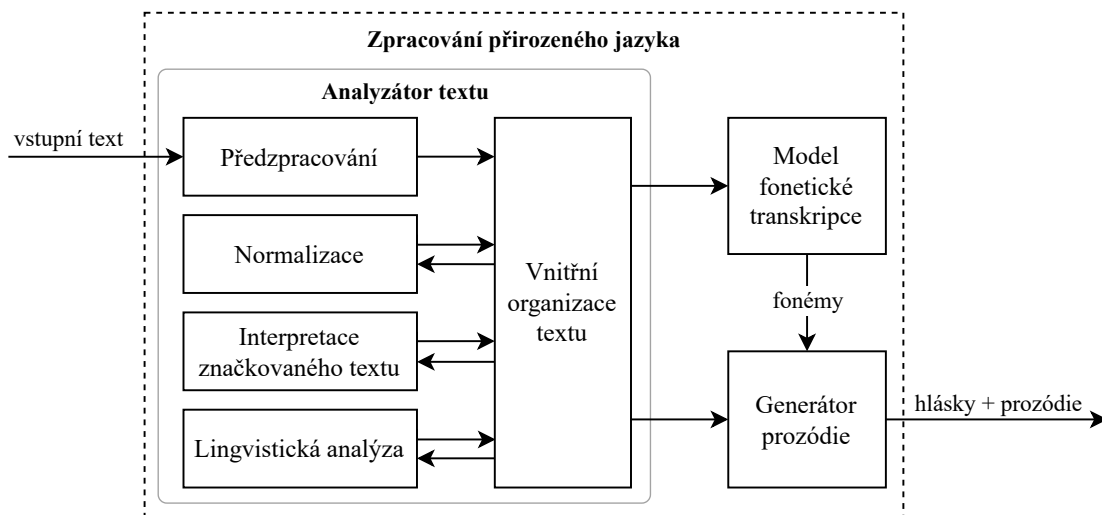 Zpracování přirozeného jazyka
Analyzátor textu
vstupní text
Předzpracování
Normalizace
Interpretace
značkovaného textu
Lingvistická analýza
Vnitřní
organizace
textu
Model
fonetické
transkripce
fonémy
Generátor
prozódie
hlásky + prozódie